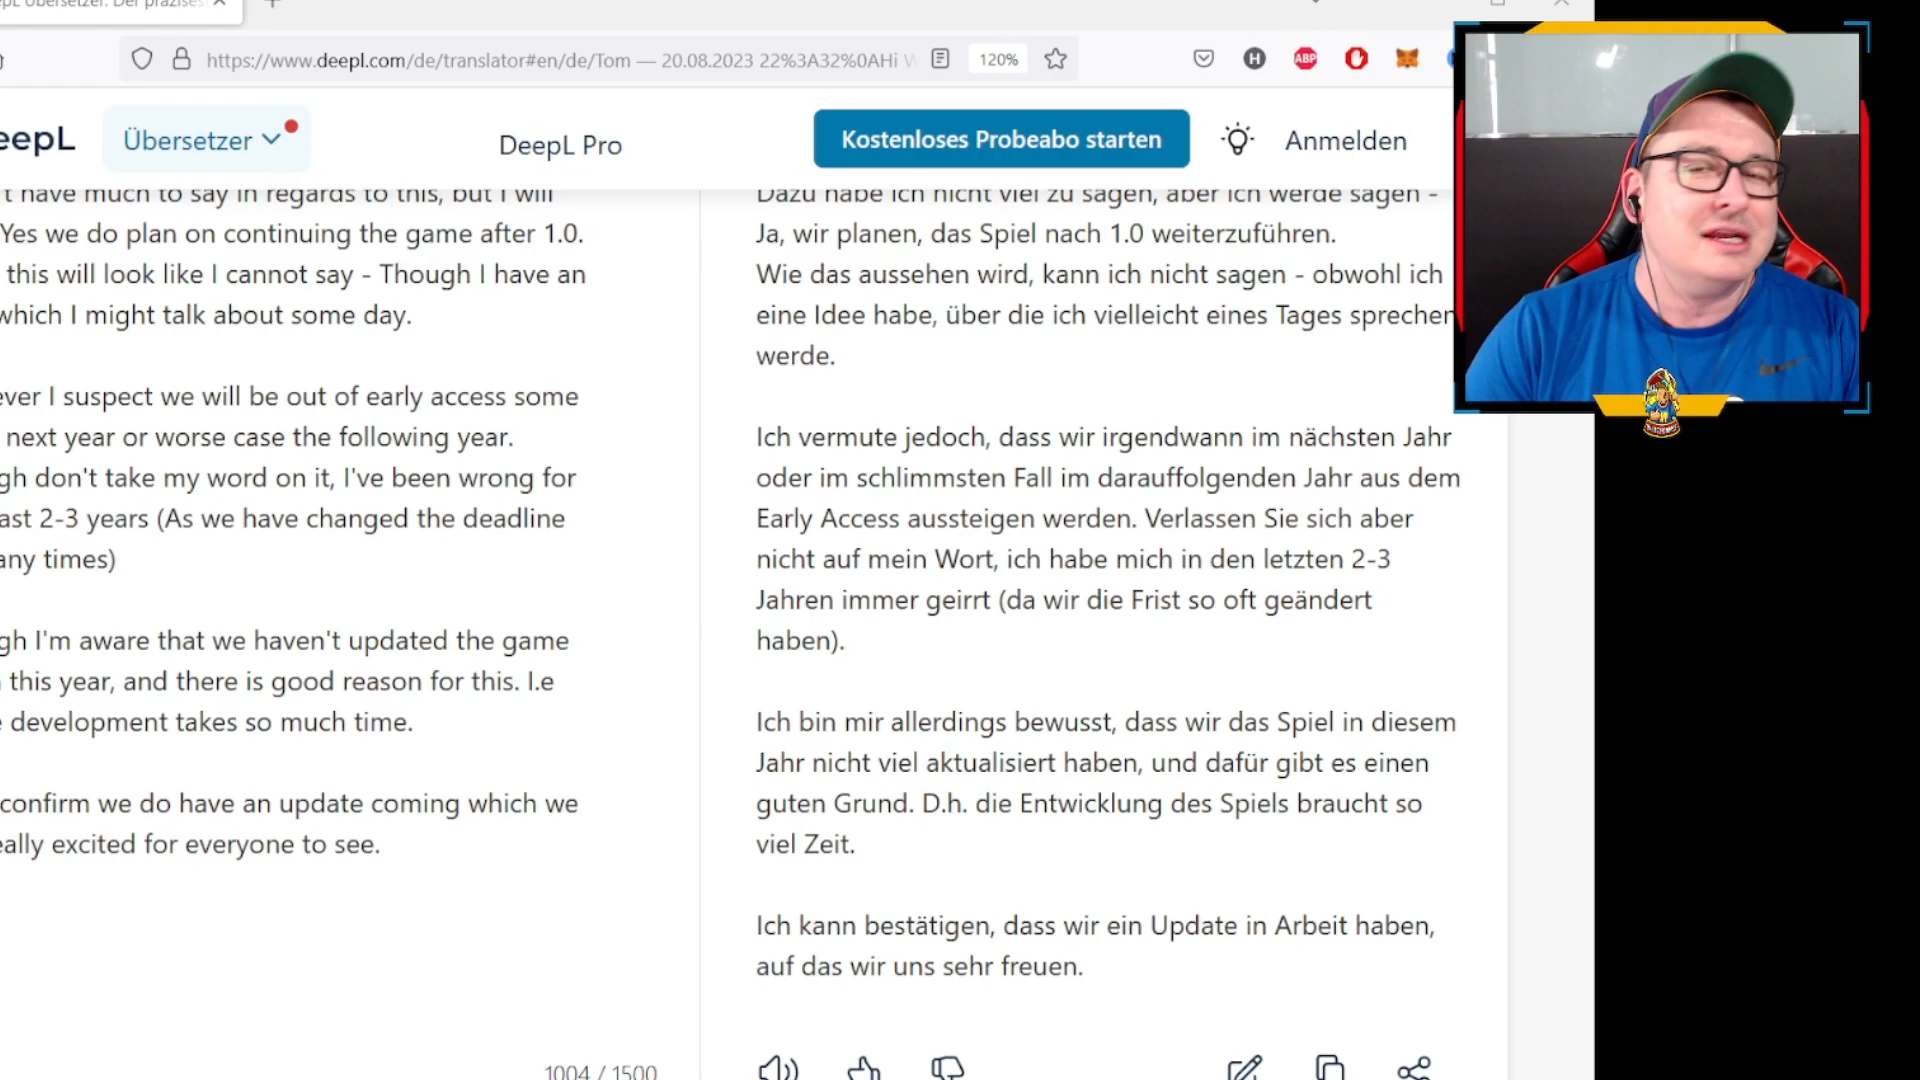 https://www.deepl.com/de/translator#en/de/Tom — 20.08.2023 22%3A32%0AHi
120%
H
ABP
eepL
Übersetzer
DeepL Pro
Kostenloses Probeabo starten
Anmelden
't have much to say in regards to this, but I will
Yes we do plan on continuing the game after 1.0.
this will look like I cannot say - Though I have an
which I might talk about some day.
ever I suspect we will be out of early access some
next year or worse case the following year.
gh don't take my word on it, I've been wrong for
ast 2-3 years (As we have changed the deadline
any times)
gh I'm aware that we haven't updated the game
this year, and there is good reason for this. I.e
e development takes so much time.
confirm we do have an update coming which we
eally excited for everyone to see.
1004 / 1500
Dazu habe ich nicht viel zu sagen, aber ich werde sagen -
Ja, wir planen, das Spiel nach 1.0 weiterzuführen.
Wie das aussehen wird, kann ich nicht sagen - obwohl ich
eine Idee habe, über die ich vielleicht eines Tages sprechen
werde.
Ich vermute jedoch, dass wir irgendwann im nächsten Jahr
oder im schlimmsten Fall im darauffolgenden Jahr aus dem
Early Access aussteigen werden. Verlassen Sie sich aber
nicht auf mein Wort, ich habe mich in den letzten 2-3
Jahren immer geirrt (da wir die Frist so oft geändert
haben).
Ich bin mir allerdings bewusst, dass wir das Spiel in diesem
Jahr nicht viel aktualisiert haben, und dafür gibt es einen
guten Grund. D.h. die Entwicklung des Spiels braucht so
viel Zeit.
Ich kann bestätigen, dass wir ein Update in Arbeit haben,
auf das wir uns sehr freuen.